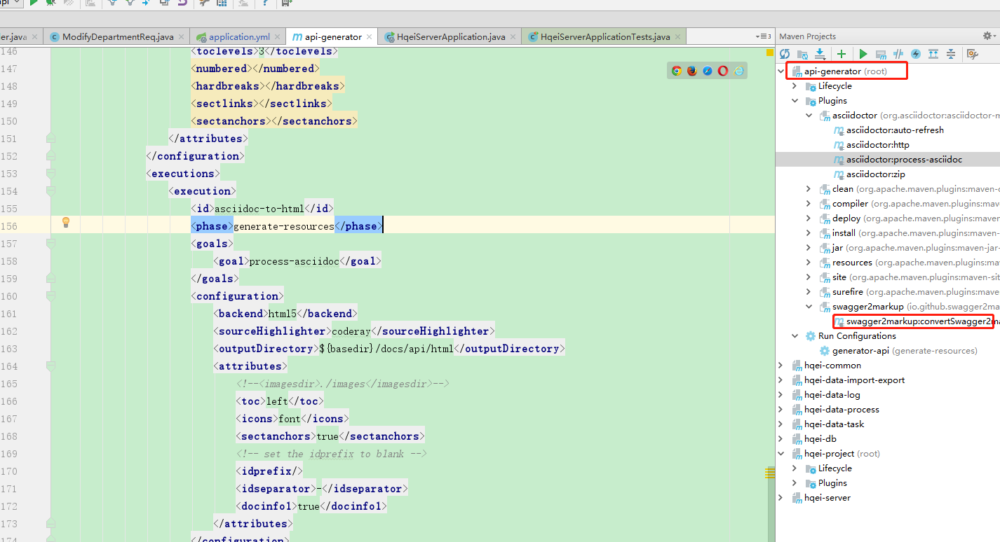 er.java
ModifyDepartmentReq.java
application.yml
api-generator
HqeiServerApplication.java
HqeiServerApplicationTests.java
3
146 <toclevels>3</toclevels>
147 <numbered></numbered>
148 <hardbreaks></hardbreaks>
149 <sectlinks></sectlinks>
150 <sectanchors></sectanchors>
151 </attributes>
152 </configuration>
153 <executions>
154 <execution>
155 <id>asciidoc-to-html</id>
156 <phase>generate-resources</phase>
157 <goals>
158 <goal>process-asciidoc</goal>
159 </goals>
160 <configuration>
161 <backend>html5</backend>
162 <sourceHighlighter>coderay</sourceHighlighter>
163 <outputDirectory>${basedir}/docs/api/html</outputDirectory>
164 <attributes>
165 <!--<imagesdir>./images</imagesdir>-->
166 <toc>left</toc>
167 <icons>font</icons>
168 <sectanchors>true</sectanchors>
169 <!-- set the idprefix to blank -->
170 <idprefix/>
171 <idseparator>-</idseparator>
172 <docinfo1>true</docinfo1>
173 </attributes>
174 </configuration>
Maven Projects
api-generator (root)
Lifecycle
Plugins
asciidoctor (org.asciidoctor:asciidoctor-m
asciidoctor:auto-refresh
asciidoctor:http
asciidoctor:process-asciidoc
asciidoctor:zip
clean (org.apache.maven.plugins:maven-c
compiler (org.apache.maven.plugins:mave
deploy (org.apache.maven.plugins:maven-
install (org.apache.maven.plugins:maven-
jar (org.apache.maven.plugins:maven-jar-
resources (org.apache.maven.plugins:mav
site (org.apache.maven.plugins:maven-sit
surefire (org.apache.maven.plugins:maven
swagger2markup (io.github.swagger2ma
swagger2markup:convertSwagger2m
Run Configurations
generator-api (generate-resources)
hqei-common
hqei-data-import-export
hqei-data-log
hqei-data-process
hqei-data-task
hqei-db
hqei-project (root)
Lifecycle
Plugins
hqei-server